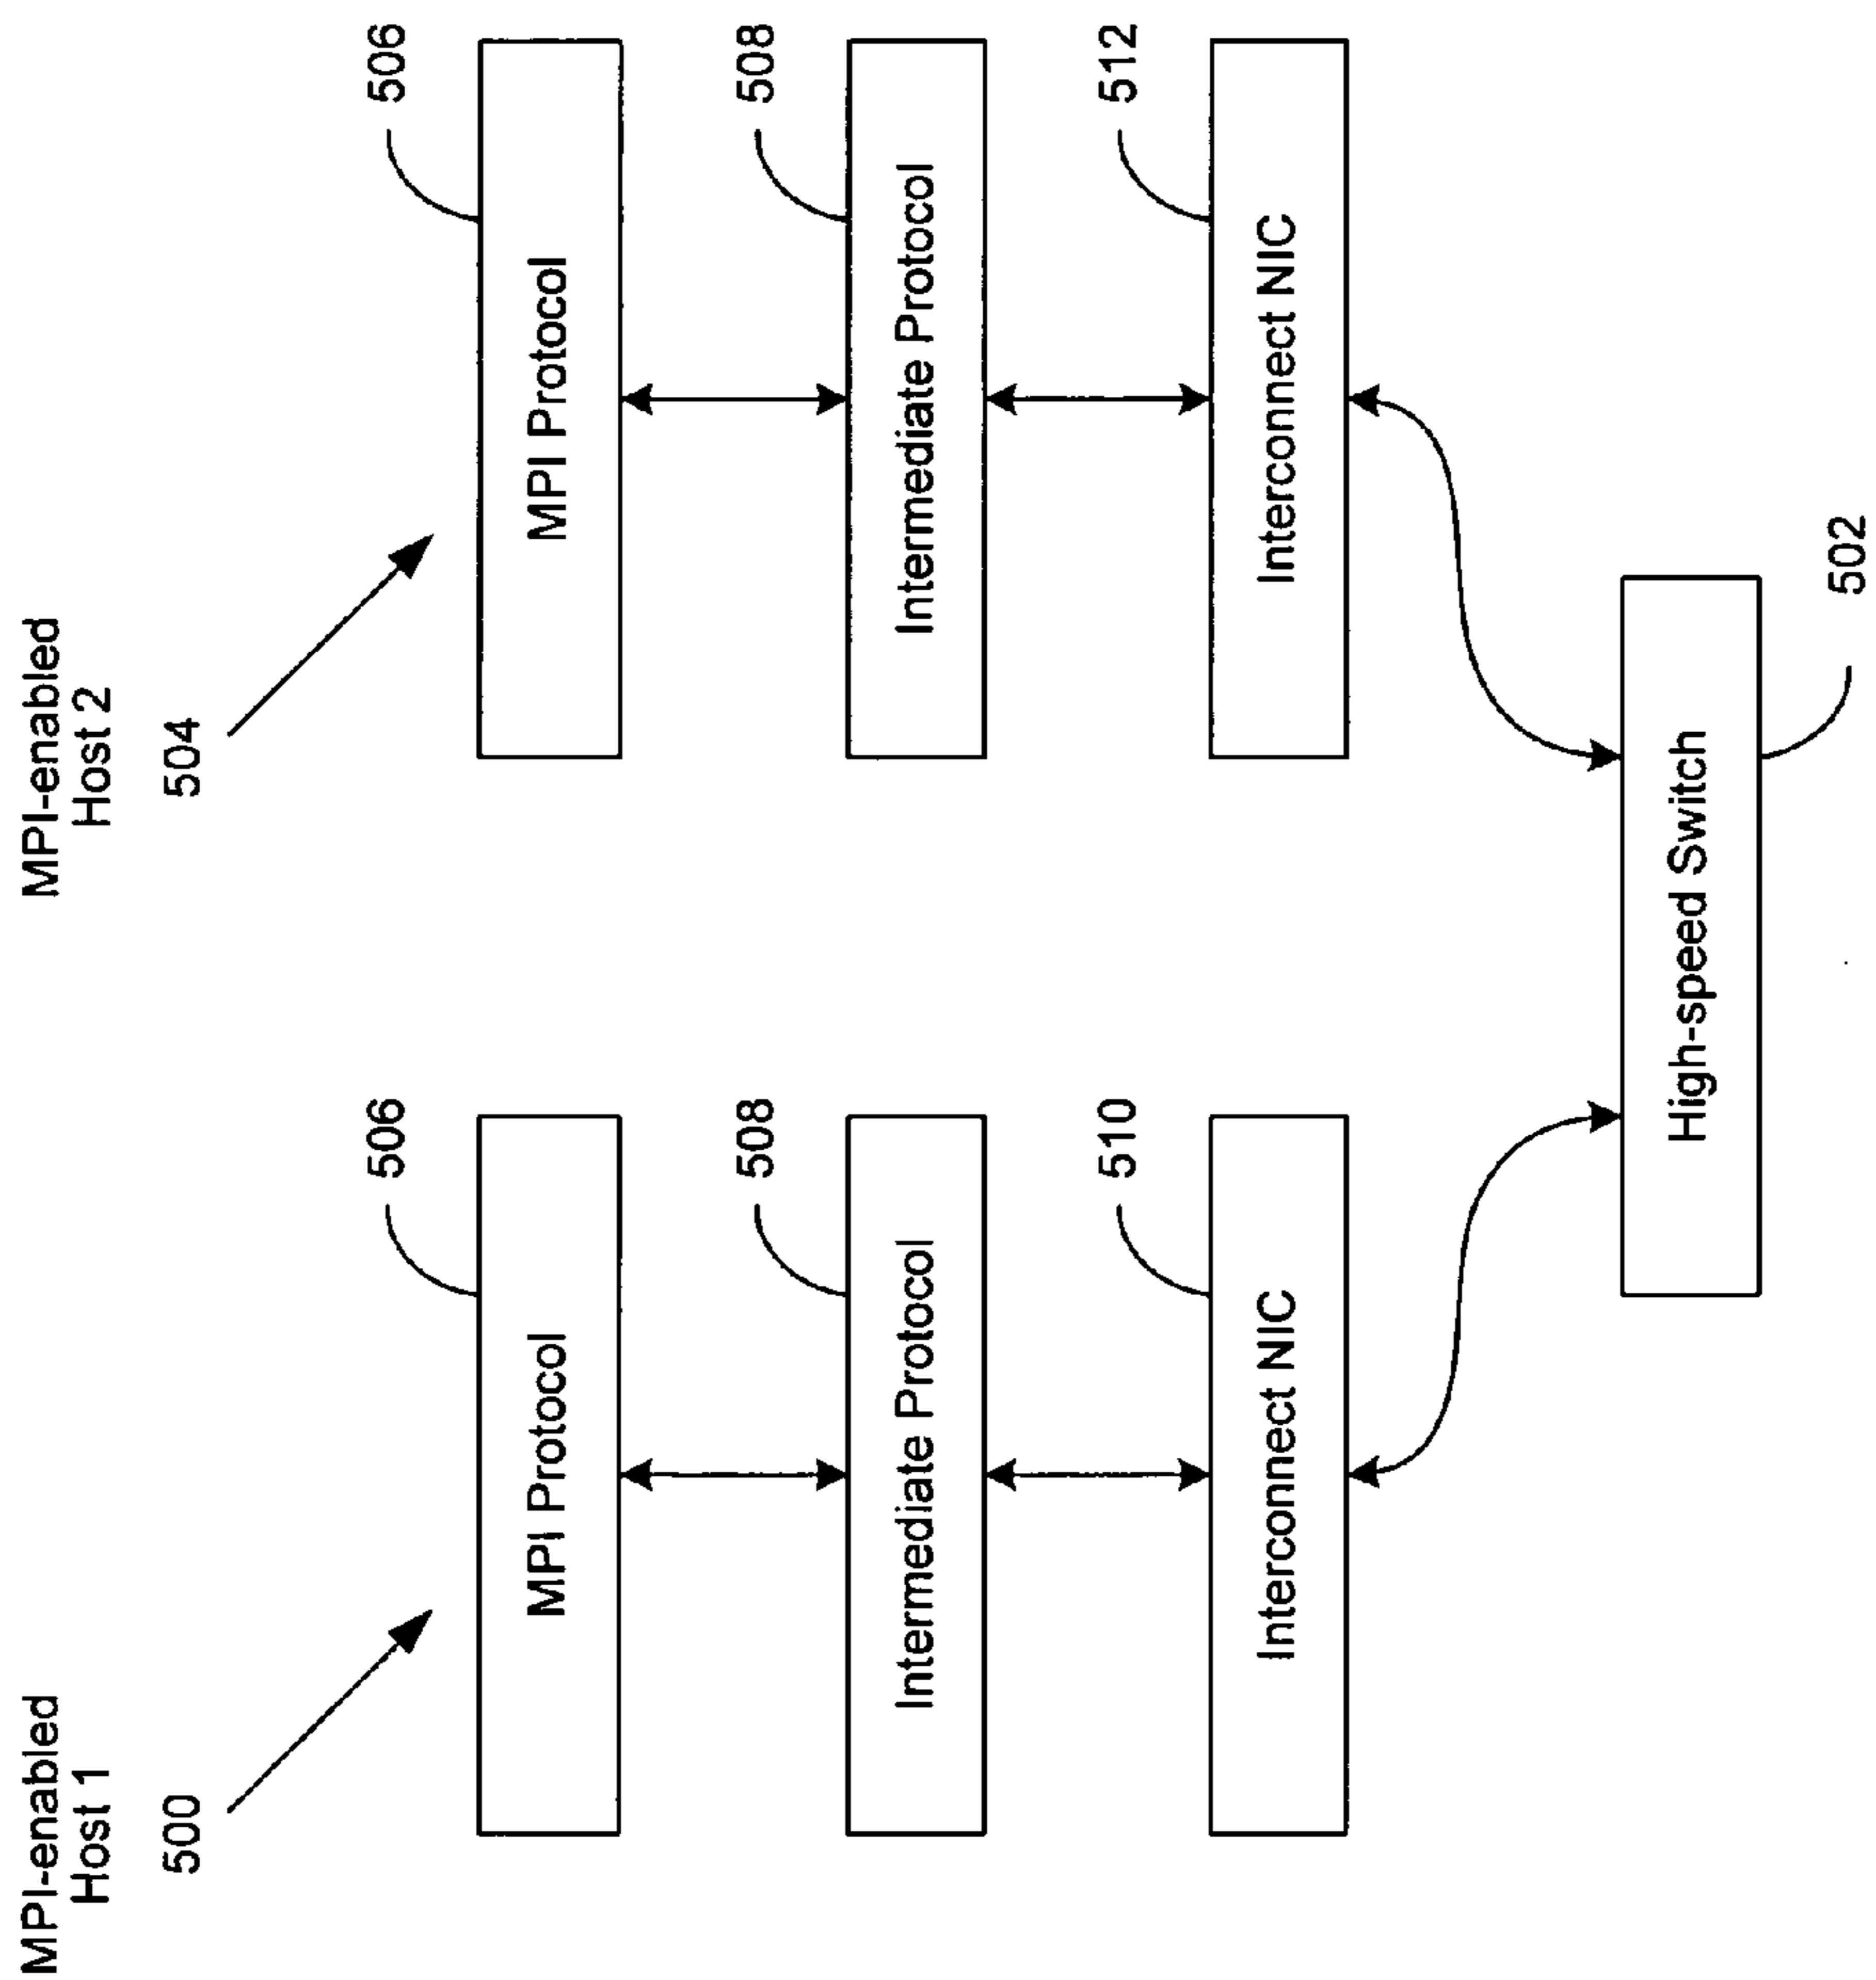 MPI-enabled
Host 1
500
MPI-enabled
Host 2
504
506
MPI Protocol
506
MPI Protocol
508
Intermediate Protocol
508
Intermediate Protocol
510
Interconnect NIC
512
Interconnect NIC
High-speed Switch
502